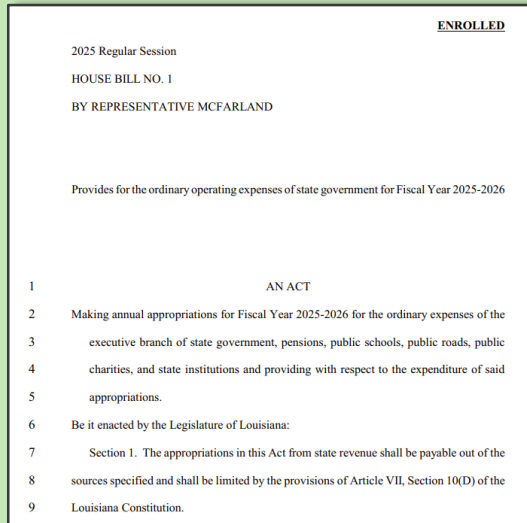 ENROLLED
2025 Regular Session
HOUSE BILL NO. 1
BY REPRESENTATIVE MCFARLAND
Provides for the ordinary operating expenses of state government for Fiscal Year 2025-2026
1 AN ACT
2 Making annual appropriations for Fiscal Year 2025-2026 for the ordinary expenses of the
3 executive branch of state government, pensions, public schools, public roads, public
4 charities, and state institutions and providing with respect to the expenditure of said
5 appropriations.
6 Be it enacted by the Legislature of Louisiana:
7 Section 1. The appropriations in this Act from state revenue shall be payable out of the
8 sources specified and shall be limited by the provisions of Article VII, Section 10(D) of the
9 Louisiana Constitution.